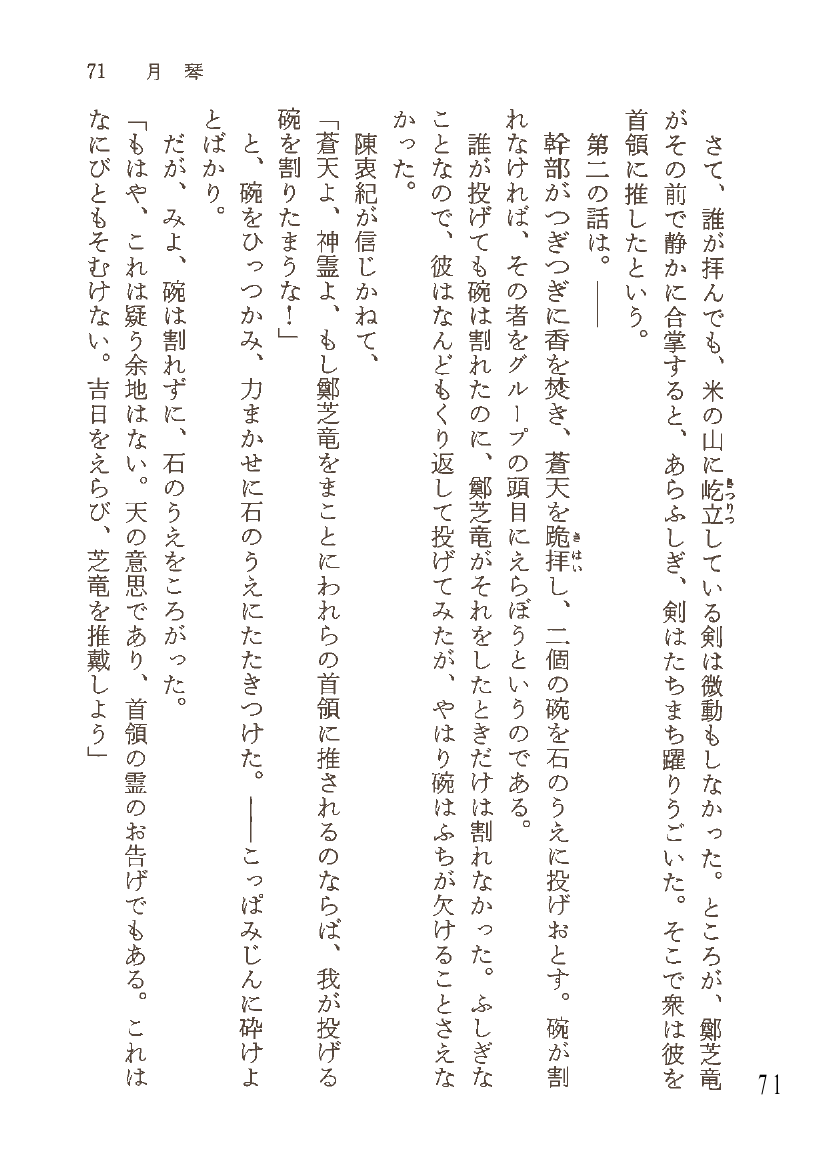 71　月　琴
さて、誰が拝んでも、米の山に屹立している剣は微動もしなかった。ところが、鄭芝竜
きつりつ
がその前で静かに合掌すると、あらふしぎ、剣はたちまち躍りうごいた。そこで衆は彼を
首領に推したという。
第二の話は。――
幹部がつぎつぎに香を焚き、蒼天を跪拝し、二個の碗を石のうえに投げおとす。碗が割
きはい
れなければ、その者をグループの頭目にえらぼうというのである。
誰が投げても碗は割れたのに、鄭芝竜がそれをしたときだけは割れなかった。ふしぎな
ことなので、彼はなんどもくり返して投げてみたが、やはり碗はふちが欠けることさえな
かった。
陳衷紀が信じかねて、
「蒼天よ、神霊よ、もし鄭芝竜をまことにわれらの首領に推されるのならば、我が投げる
碗を割りたまうな！」
と、碗をひっつかみ、力まかせに石のうえにたたきつけた。――こっぱみじんに砕けよ
とばかり。
だが、みよ、碗は割れずに、石のうえをころがった。
「もはや、これは疑う余地はない。天の意思であり、首領の霊のお告げでもある。これは
なにびともそむけない。吉日をえらび、芝竜を推戴しよう」
71